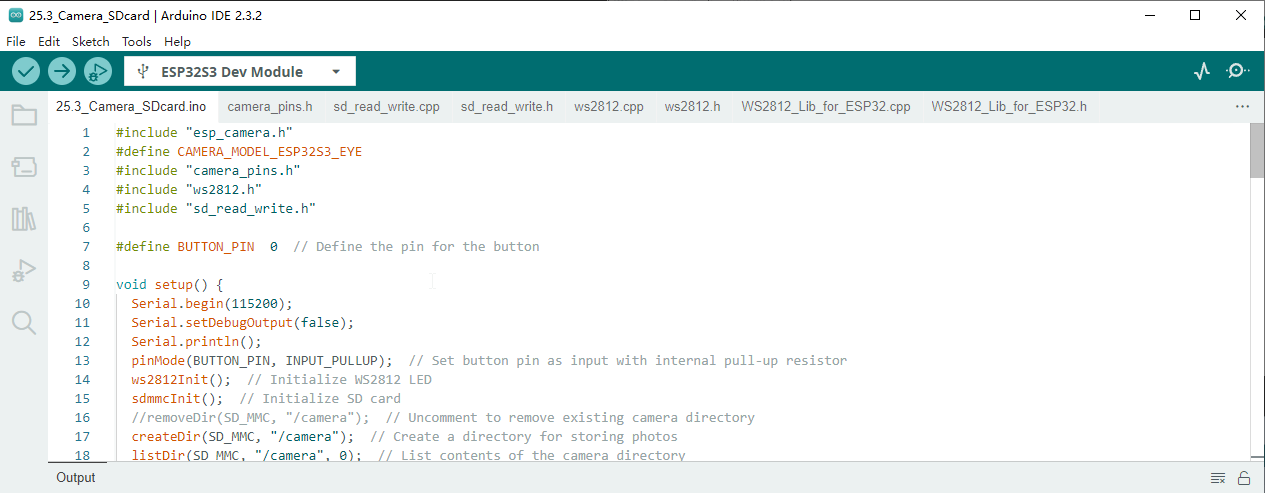 25.3_Camera_SDcard | Arduino IDE 2.3.2
File Edit Sketch Tools Help
ESP32S3 Dev Module
25.3_Camera_SDcard.ino camera_pins.h sd_read_write.cpp sd_read_write.h ws2812.cpp ws2812.h WS2812_Lib_for_ESP32.cpp WS2812_Lib_for_ESP32.h
1 #include "esp_camera.h"
2 #define CAMERA_MODEL_ESP32S3_EYE
3 #include "camera_pins.h"
4 #include "ws2812.h"
5 #include "sd_read_write.h"
6
7 #define BUTTON_PIN  0  // Define the pin for the button
8
9 void setup() {
10   Serial.begin(115200);
11   Serial.setDebugOutput(false);
12   Serial.println();
13   pinMode(BUTTON_PIN, INPUT_PULLUP);  // Set button pin as input with internal pull-up resistor
14   ws2812Init();  // Initialize WS2812 LED
15   sdmmcInit();  // Initialize SD card
16   //removeDir(SD_MMC, "/camera");  // Uncomment to remove existing camera directory
17   createDir(SD_MMC, "/camera");  // Create a directory for storing photos
18   listDir(SD_MMC, "/camera", 0);  // List contents of the camera directory
Output